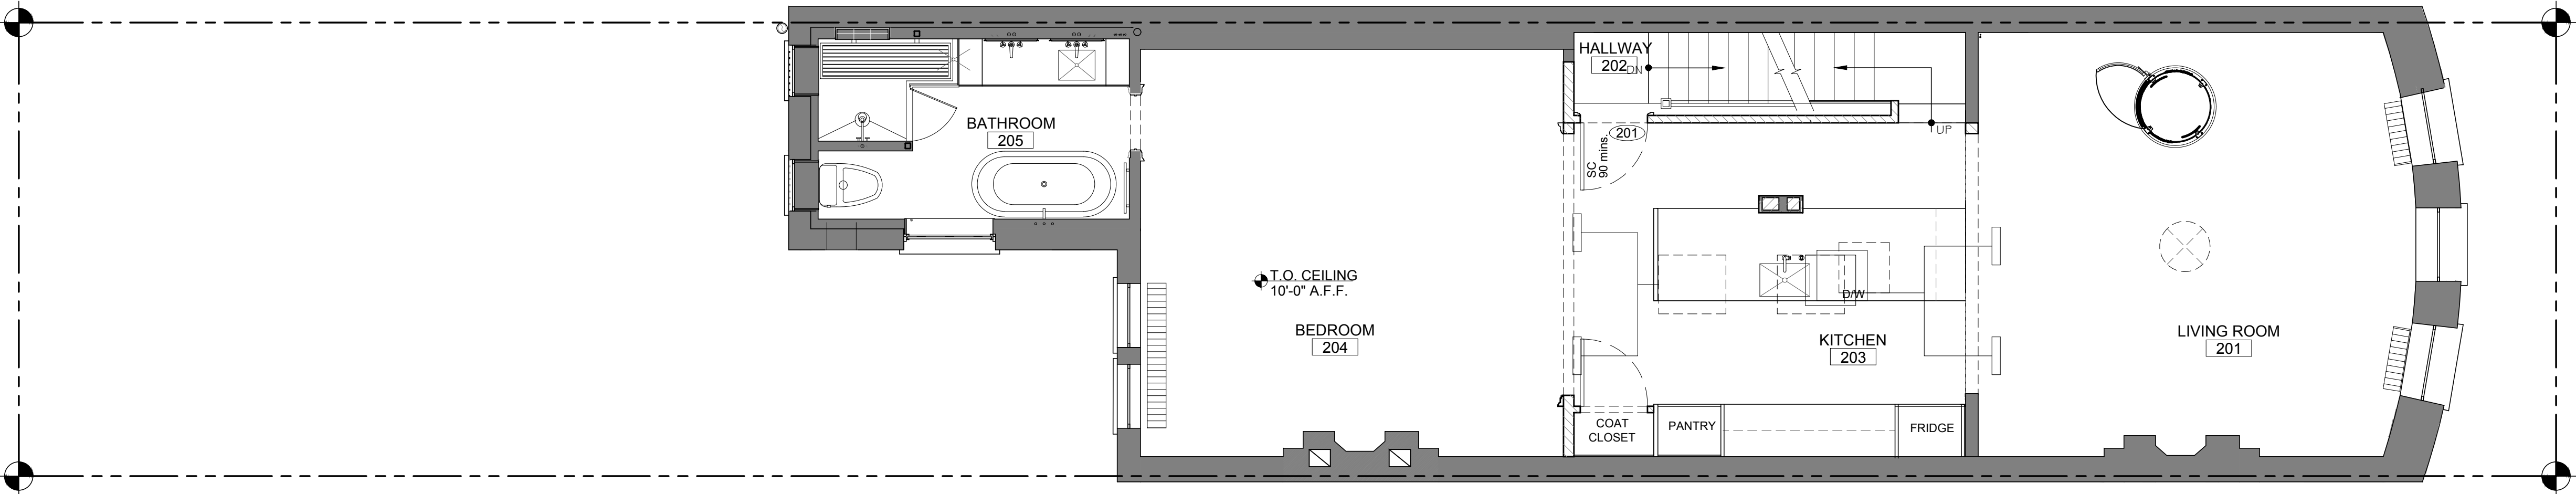 HALLWAY
202
DN
BATHROOM
205
201
SC
90 mins.
UP
T.O. CEILING
10'-0" A.F.F.
D/W
BEDROOM
204
KITCHEN
203
LIVING ROOM
201
COAT
CLOSET
PANTRY
FRIDGE